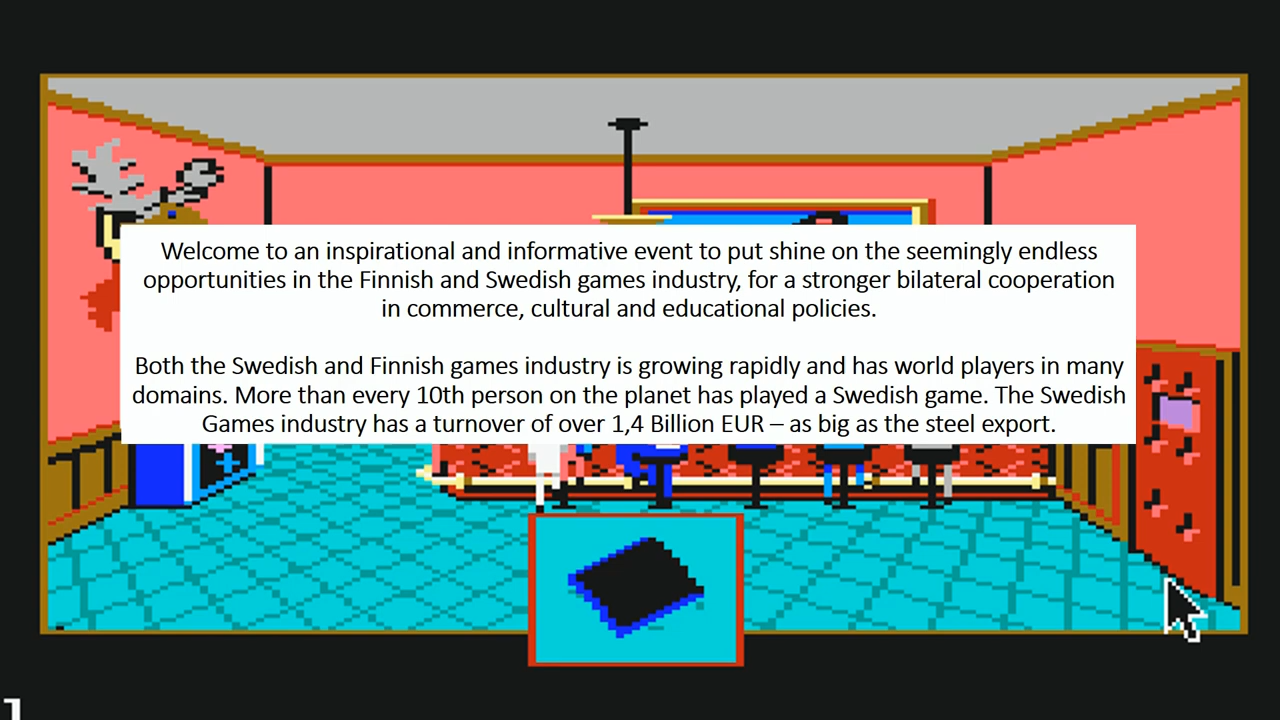 Welcome to an inspirational and informative event to put shine on the seemingly endless
opportunities in the Finnish and Swedish games industry, for a stronger bilateral cooperation
in commerce, cultural and educational policies.
Both the Swedish and Finnish games industry is growing rapidly and has world players in many
domains. More than every 10th person on the planet has played a Swedish game. The Swedish
Games industry has a turnover of over 1,4 Billion EUR – as big as the steel export.